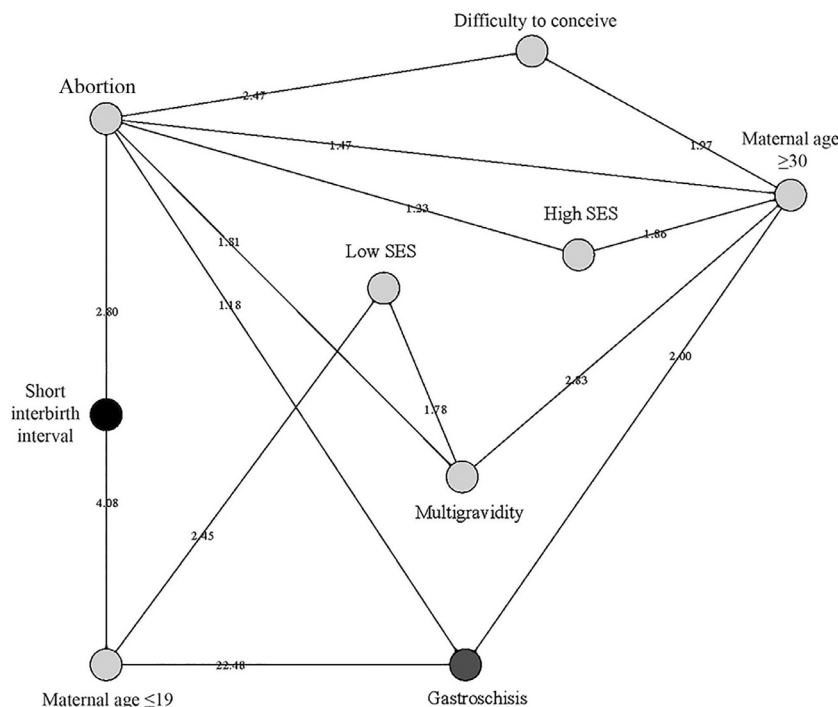 Difficulty to conceive
Abortion
2.47
Maternal age
≥30
1.47
1.97
1.23
High SES
1.86
1.81
Low SES
1.18
2.80
2.00
Short
interbirth
interval
2.83
1.78
4.08
Multigravidity
2.45
22.48
Maternal age ≤19
Gastroschisis